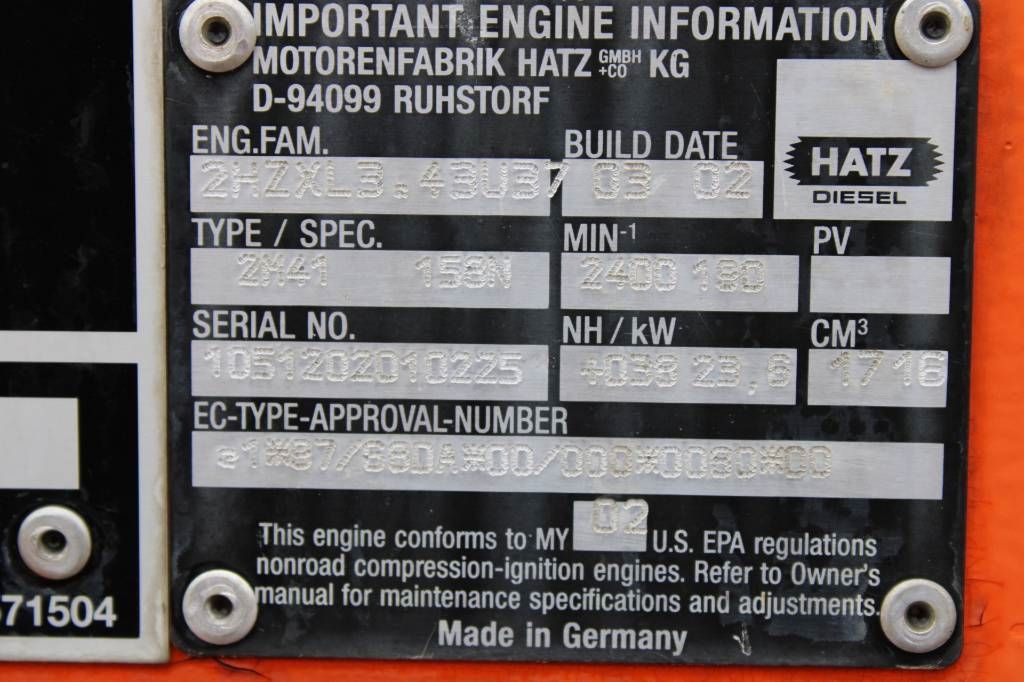 IMPORTANT ENGINE INFORMATION
MOTORENFABRIK HATZ GMBH +CO KG
D-94099 RUHSTORF
ENG.FAM. BUILD DATE
2HZXL3,43U37 03 02
HATZ
DIESEL
TYPE / SPEC. MIN-1 PV
2M41 158N 2400 180
SERIAL NO. NH / kW CM3
1051202010225 4038 23,6 1716
EC-TYPE-APPROVAL-NUMBER
e1*97/68DA*00/000*0080*00
This engine conforms to MY 02 U.S. EPA regulations
nonroad compression-ignition engines. Refer to Owner's
manual for maintenance specifications and adjustments.
Made in Germany
71504